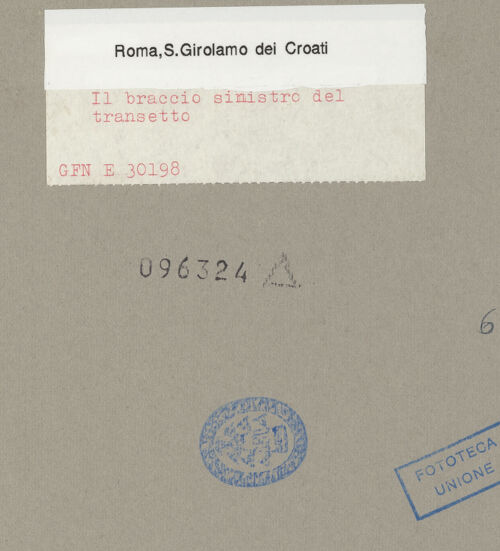 Roma,S.Girolamo dei Croati
Il braccio sinistro del
transetto
GFN E 30198
096324
6
FOTOTECA
UNIONE